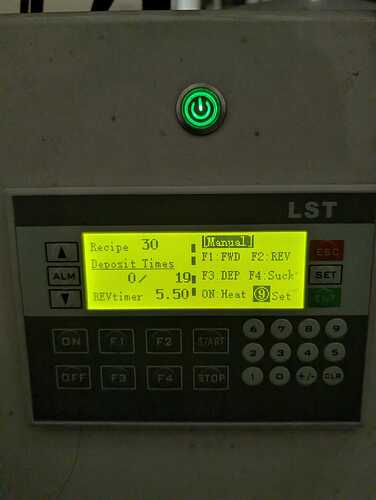 LST
Recipe 30
Manual
Deposit Times
F1:FWD F2:REV
0/ 19
F3:DEP F4:Suck
REVtimer 5.50
ON:Heat 9 Set
ESC
ALM
SET
ENT
ON F1 F2 START
6 7 8 9
2 3 4 5
OFF F3 F4 STOP
1 0 +/- CLR